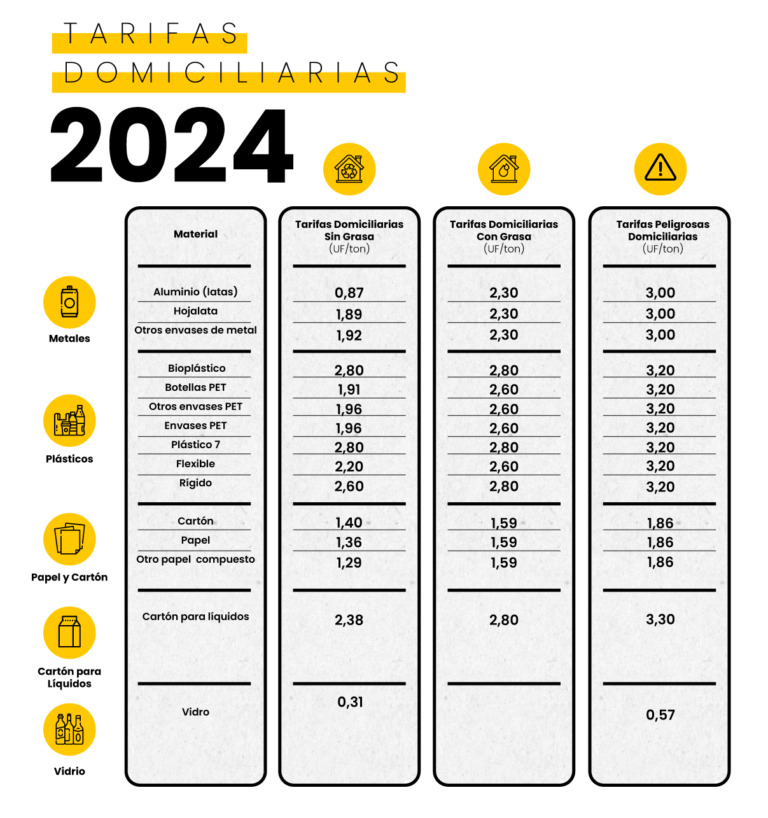 TARIFAS
DOMICILIARIAS
2024
Material
Tarifas Domiciliarias
Sin Grasa
(UF/ton)
Tarifas Domiciliarias
Con Grasa
(UF/ton)
Tarifas Peligrosas
Domiciliarias
(UF/ton)
Metales
Aluminio (latas) 0,87 2,30 3,00
Hojalata 1,89 2,30 3,00
Otros envases de metal 1,92 2,30 3,00
Plásticos
Bioplástico 2,80 2,80 3,20
Botellas PET 1,91 2,60 3,20
Otros envases PET 1,96 2,60 3,20
Envases PET 1,96 2,60 3,20
Plástico 7 2,80 2,80 3,20
Flexible 2,20 2,60 3,20
Rígido 2,60 2,80 3,20
Papel y Cartón
Cartón 1,40 1,59 1,86
Papel 1,36 1,59 1,86
Otro papel compuesto 1,29 1,59 1,86
Cartón para
Líquidos
Cartón para líquidos 2,38 2,80 3,30
Vidrio
Vidro 0,31 0,57